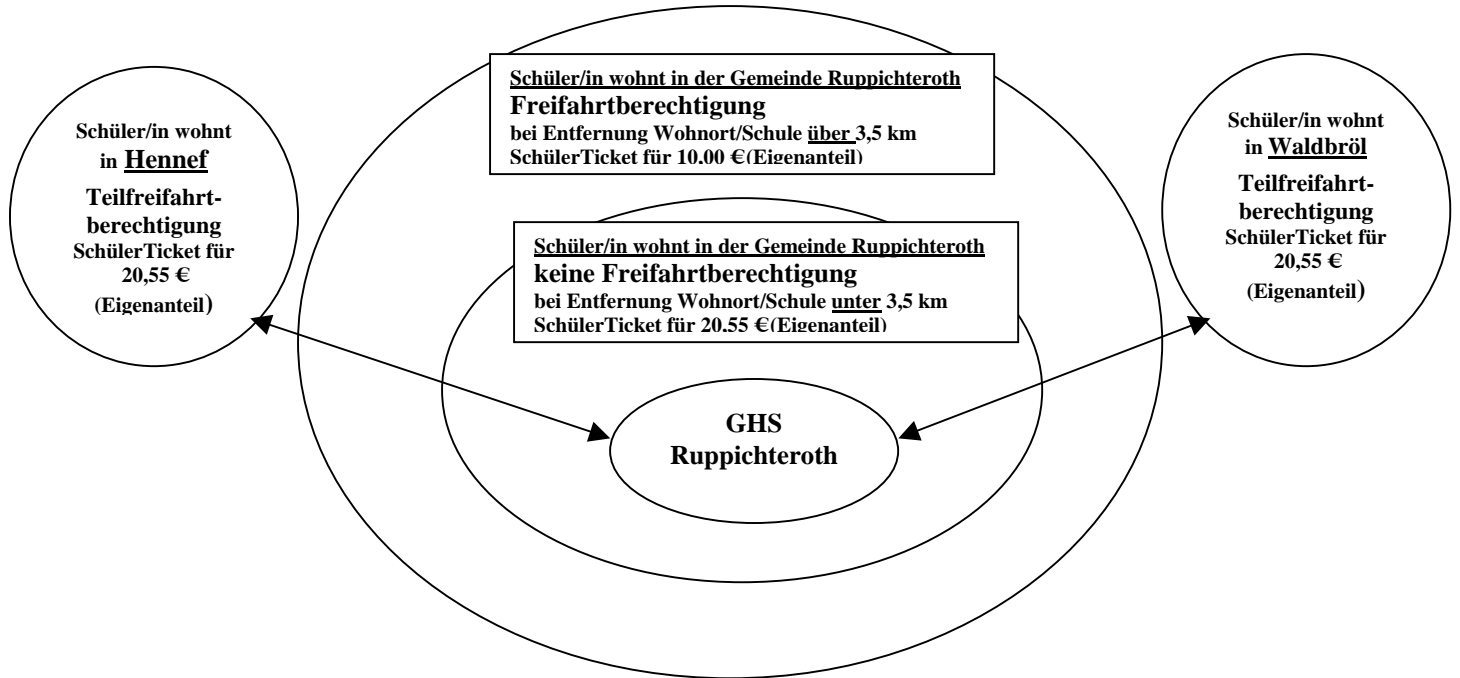 Schüler/in wohnt
in Hennef
Teilfreifahrt-
berechtigung
SchülerTicket für
20,55 €
(Eigenanteil)
Schüler/in wohnt in der Gemeinde Ruppichteroth
Freifahrtberechtigung
bei Entfernung Wohnort/Schule über 3,5 km
SchülerTicket für 10,00 €(Eigenanteil)
Schüler/in wohnt in der Gemeinde Ruppichteroth
keine Freifahrtberechtigung
bei Entfernung Wohnort/Schule unter 3,5 km
SchülerTicket für 20,55 €(Eigenanteil)
GHS
Ruppichteroth
Schüler/in wohnt
in Waldbröl
Teilfreifahrt-
berechtigung
SchülerTicket für
20,55 €
(Eigenanteil)